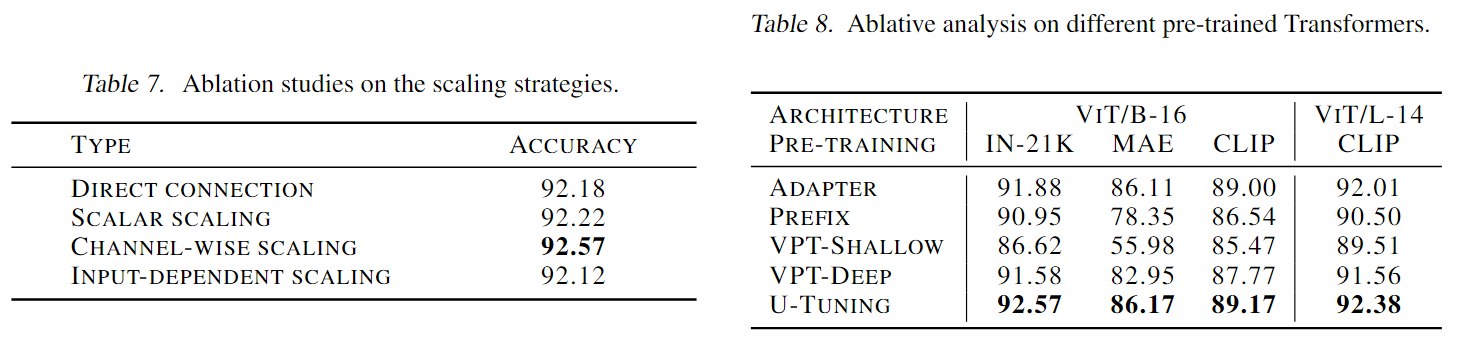 Table 7. Ablation studies on the scaling strategies.
TYPE ACCURACY
DIRECT CONNECTION 92.18
SCALAR SCALING 92.22
CHANNEL-WISE SCALING 92.57
INPUT-DEPENDENT SCALING 92.12
Table 8. Ablative analysis on different pre-trained Transformers.
ARCHITECTURE VIT/B-16 VIT/L-14
PRE-TRAINING IN-21K MAE CLIP CLIP
ADAPTER 91.88 86.11 89.00 92.01
PREFIX 90.95 78.35 86.54 90.50
VPT-SHALLOW 86.62 55.98 85.47 89.51
VPT-DEEP 91.58 82.95 87.77 91.56
U-TUNING 92.57 86.17 89.17 92.38